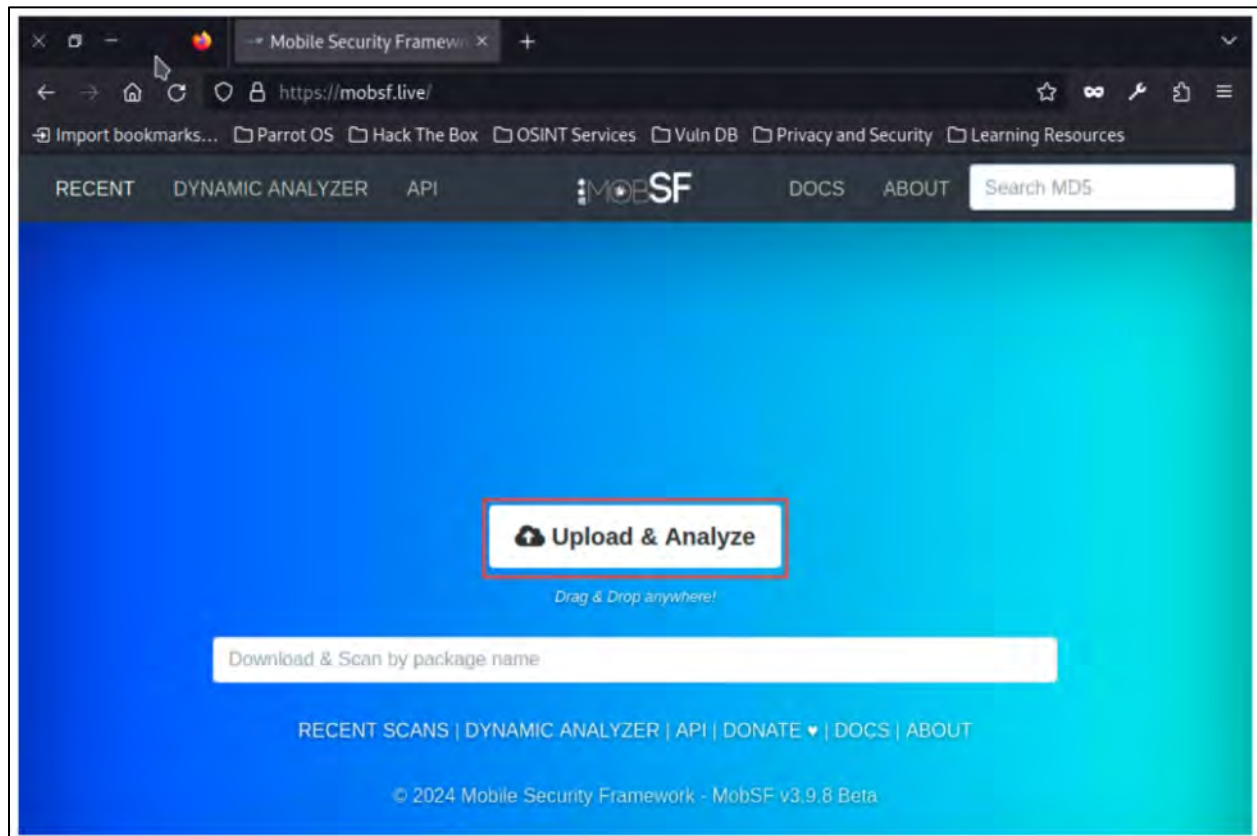 Mobile Security Framewo
https://mobsf.live/
Import bookmarks... Parrot OS Hack The Box OSINT Services Vuln DB Privacy and Security Learning Resources
RECENT DYNAMIC ANALYZER API MOBSF DOCS ABOUT Search MD5
Upload & Analyze
Drag & Drop anywhere!
Download & Scan by package name
RECENT SCANS | DYNAMIC ANALYZER | API | DONATE ♥ | DOCS | ABOUT
© 2024 Mobile Security Framework - MobSF v3.9.8 Beta